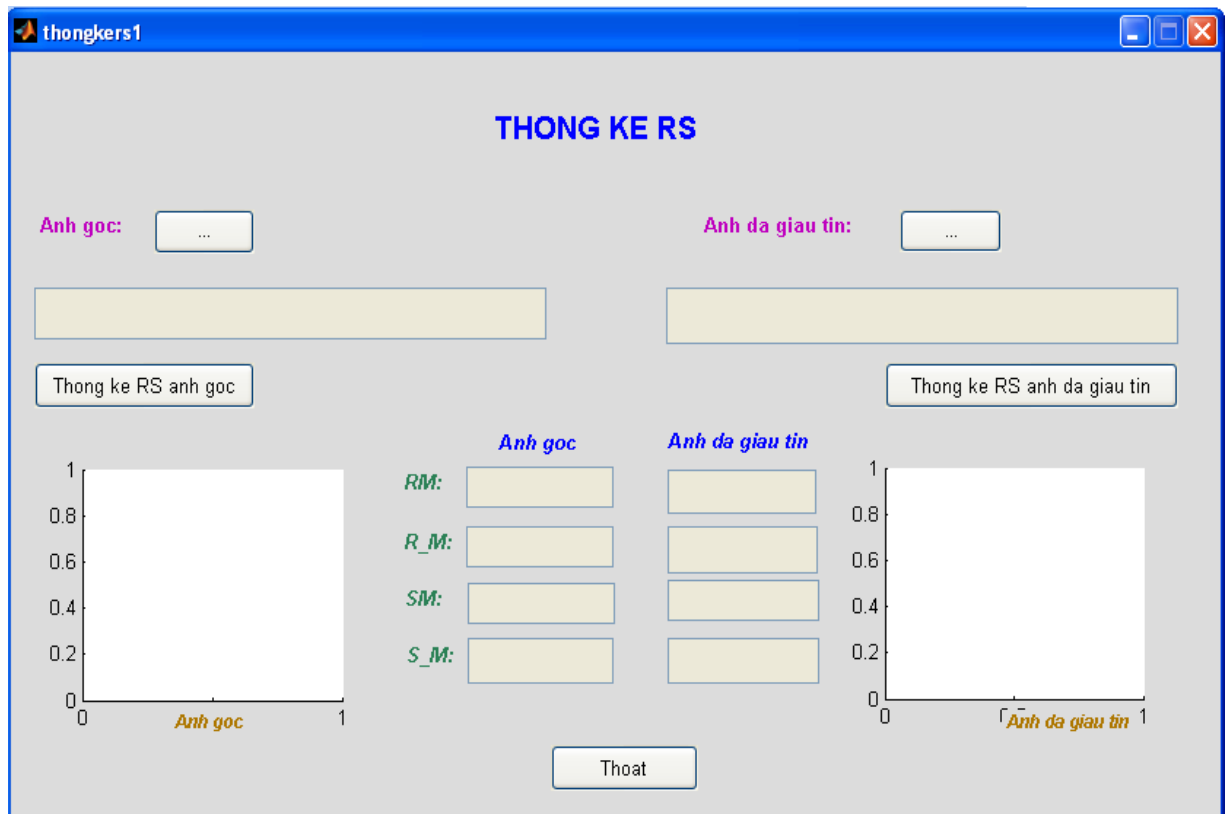 thongkers1
THONG KE RS
Anh goc: ... Anh da giau tin: ...
Thong ke RS anh goc Thong ke RS anh da giau tin
Anh goc Anh da giau tin
RM:
R_M:
SM:
S_M:
1
0.8
0.6
0.4
0.2
0
0 1
Anh goc
1
0.8
0.6
0.4
0.2
0
0 1
Anh da giau tin
Thoat